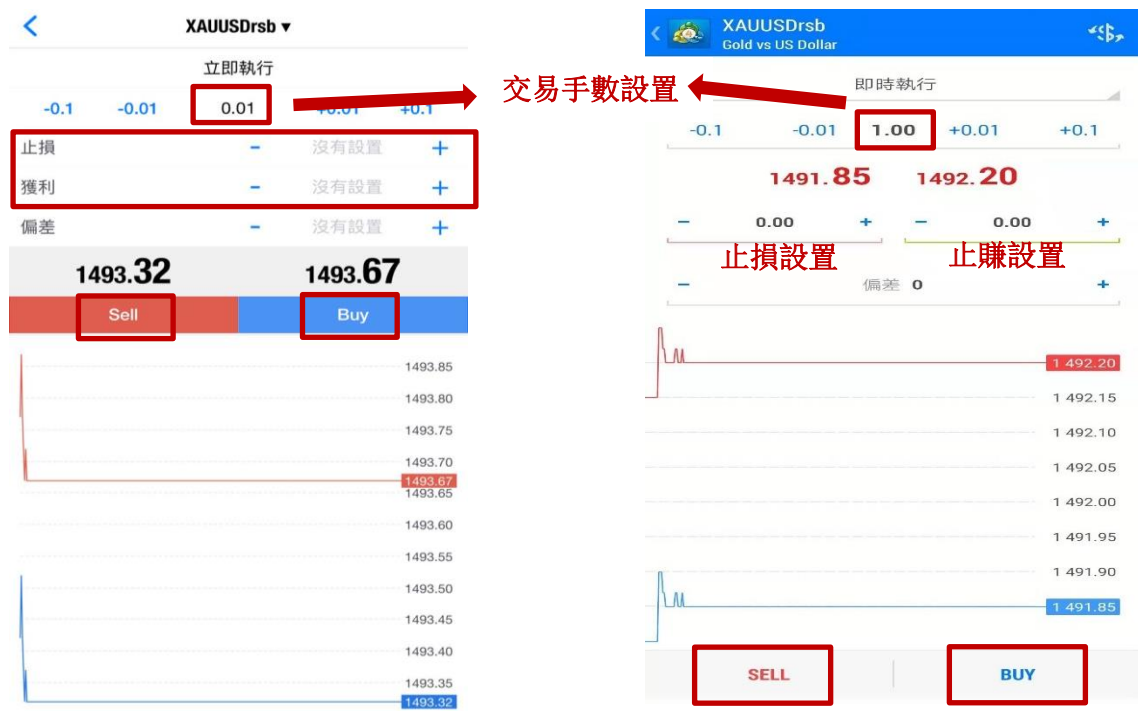 XAUUSDrsb ▾
立即執行
-0.1 -0.01 0.01 +0.01 +0.1
止損 - 沒有設置 +
獲利 - 沒有設置 +
偏差 - 沒有設置 +
1493.32 1493.67
Sell Buy
1493.85
1493.80
1493.75
1493.70
1493.67
1493.65
1493.60
1493.55
1493.50
1493.45
1493.40
1493.35
1493.32
交易手數設置
XAUUSDrsb
Gold vs US Dollar
即時執行
-0.1 -0.01 1.00 +0.01 +0.1
1491.85 1492.20
- 0.00 + - 0.00 +
止損設置 止賺設置
- 偏差 0 +
1 492.20
1 492.15
1 492.10
1 492.05
1 492.00
1 491.95
1 491.90
1 491.85
SELL BUY